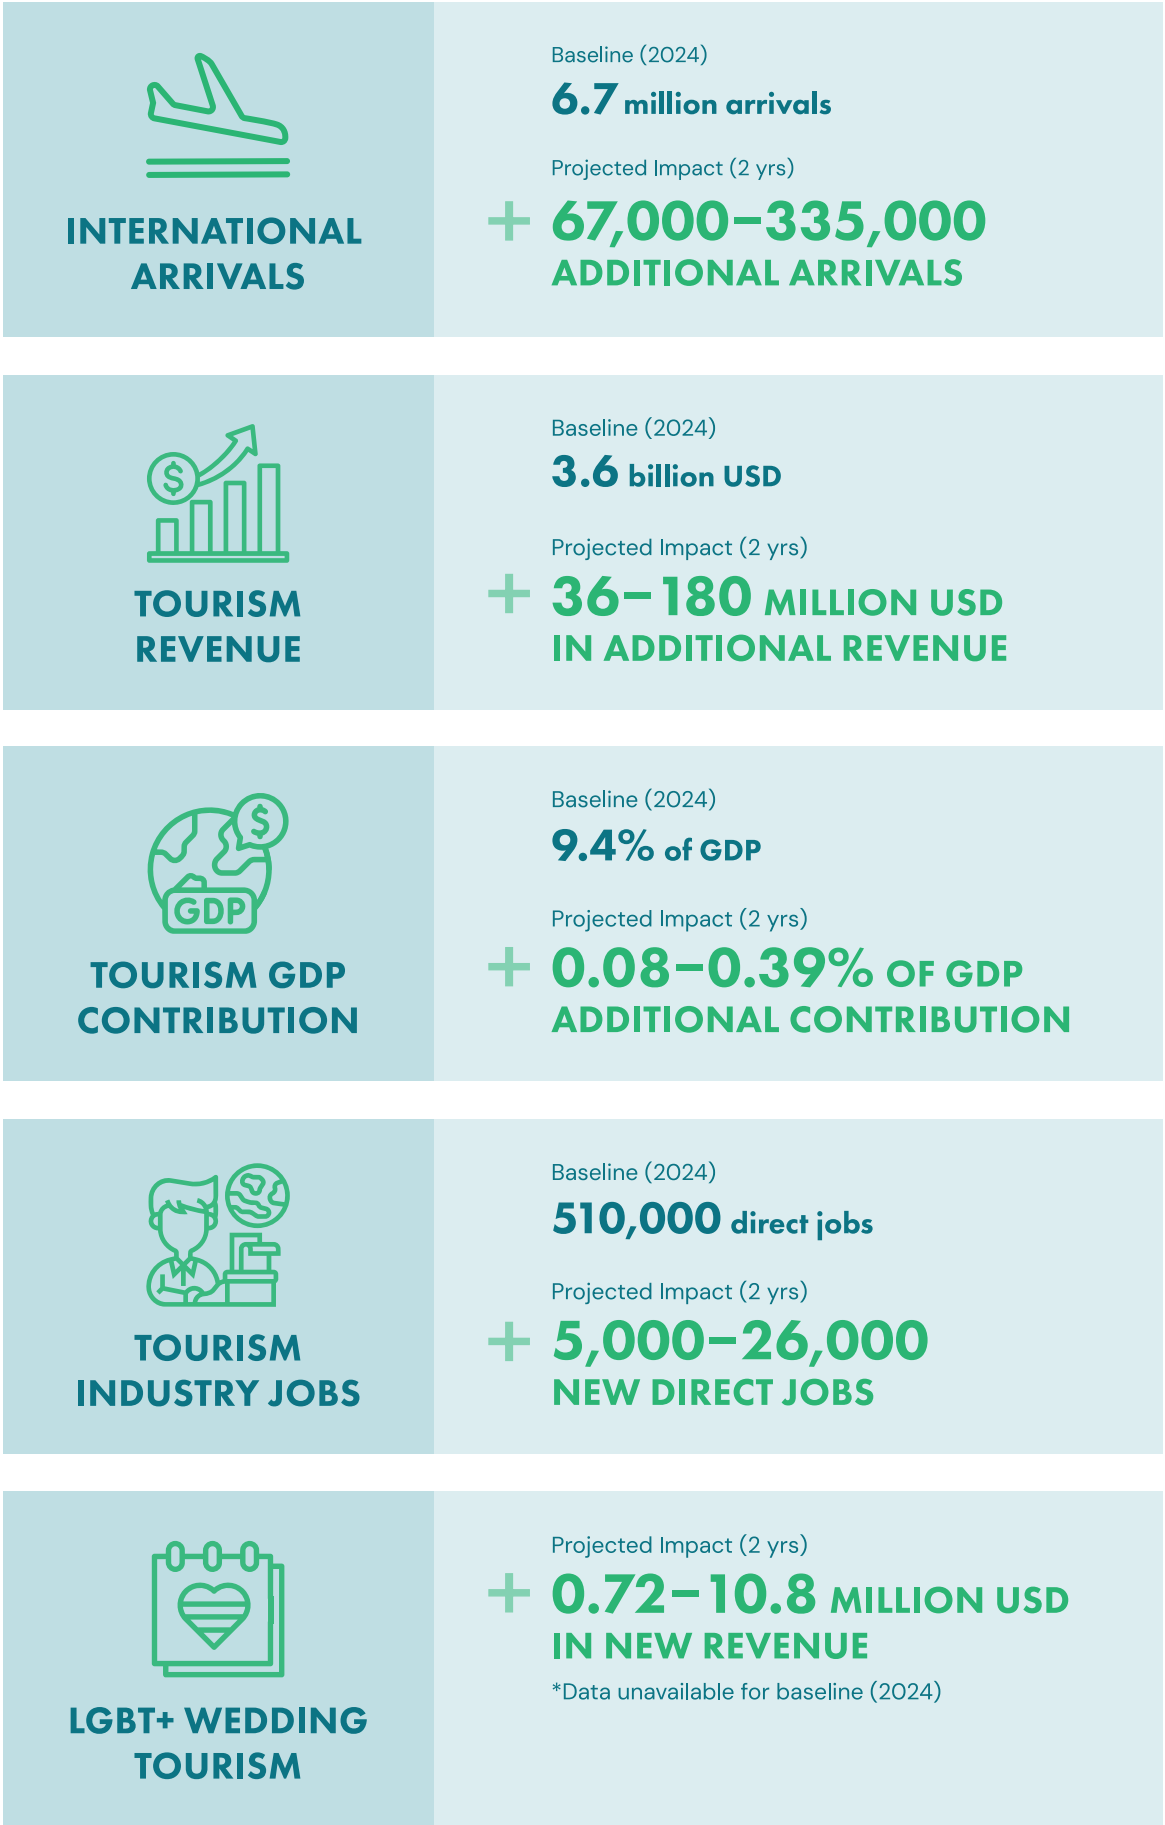 Baseline (2024)
6.7 million arrivals
Projected Impact (2 yrs)
+ 67,000–335,000
ADDITIONAL ARRIVALS
INTERNATIONAL
ARRIVALS
Baseline (2024)
3.6 billion USD
Projected Impact (2 yrs)
+ 36–180 MILLION USD
IN ADDITIONAL REVENUE
$
TOURISM
REVENUE
Baseline (2024)
9.4% of GDP
Projected Impact (2 yrs)
+ 0.08–0.39% OF GDP
ADDITIONAL CONTRIBUTION
$
GDP
TOURISM GDP
CONTRIBUTION
Baseline (2024)
510,000 direct jobs
Projected Impact (2 yrs)
+ 5,000–26,000
NEW DIRECT JOBS
TOURISM
INDUSTRY JOBS
Projected Impact (2 yrs)
+ 0.72–10.8 MILLION USD
IN NEW REVENUE
*Data unavailable for baseline (2024)
LGBT+ WEDDING
TOURISM